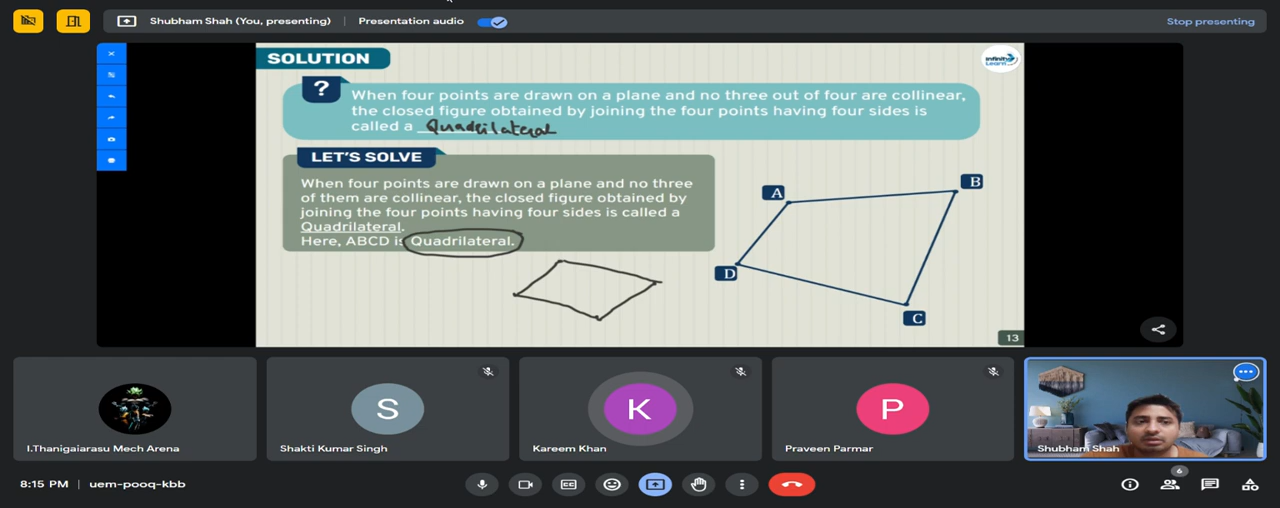 Shubham Shah (You, presenting)
Presentation audio
Stop presenting
SOLUTION
Infinity
Learn
?
When four points are drawn on a plane and no three out of four are collinear,
the closed figure obtained by joining the four points having four sides is
called a Quadrilateral
LET'S SOLVE
When four points are drawn on a plane and no three
of them are collinear, the closed figure obtained by
joining the four points having four sides is called a
Quadrilateral.
Here, ABCD is Quadrilateral.
A
B
D
C
13
S
K
P
I.Thanigaiarasu Mech Arena
Shakti Kumar Singh
Kareem Khan
Praveen Parmar
Shubham Shah
8:15 PM | uem-pooq-kbb
CC
6